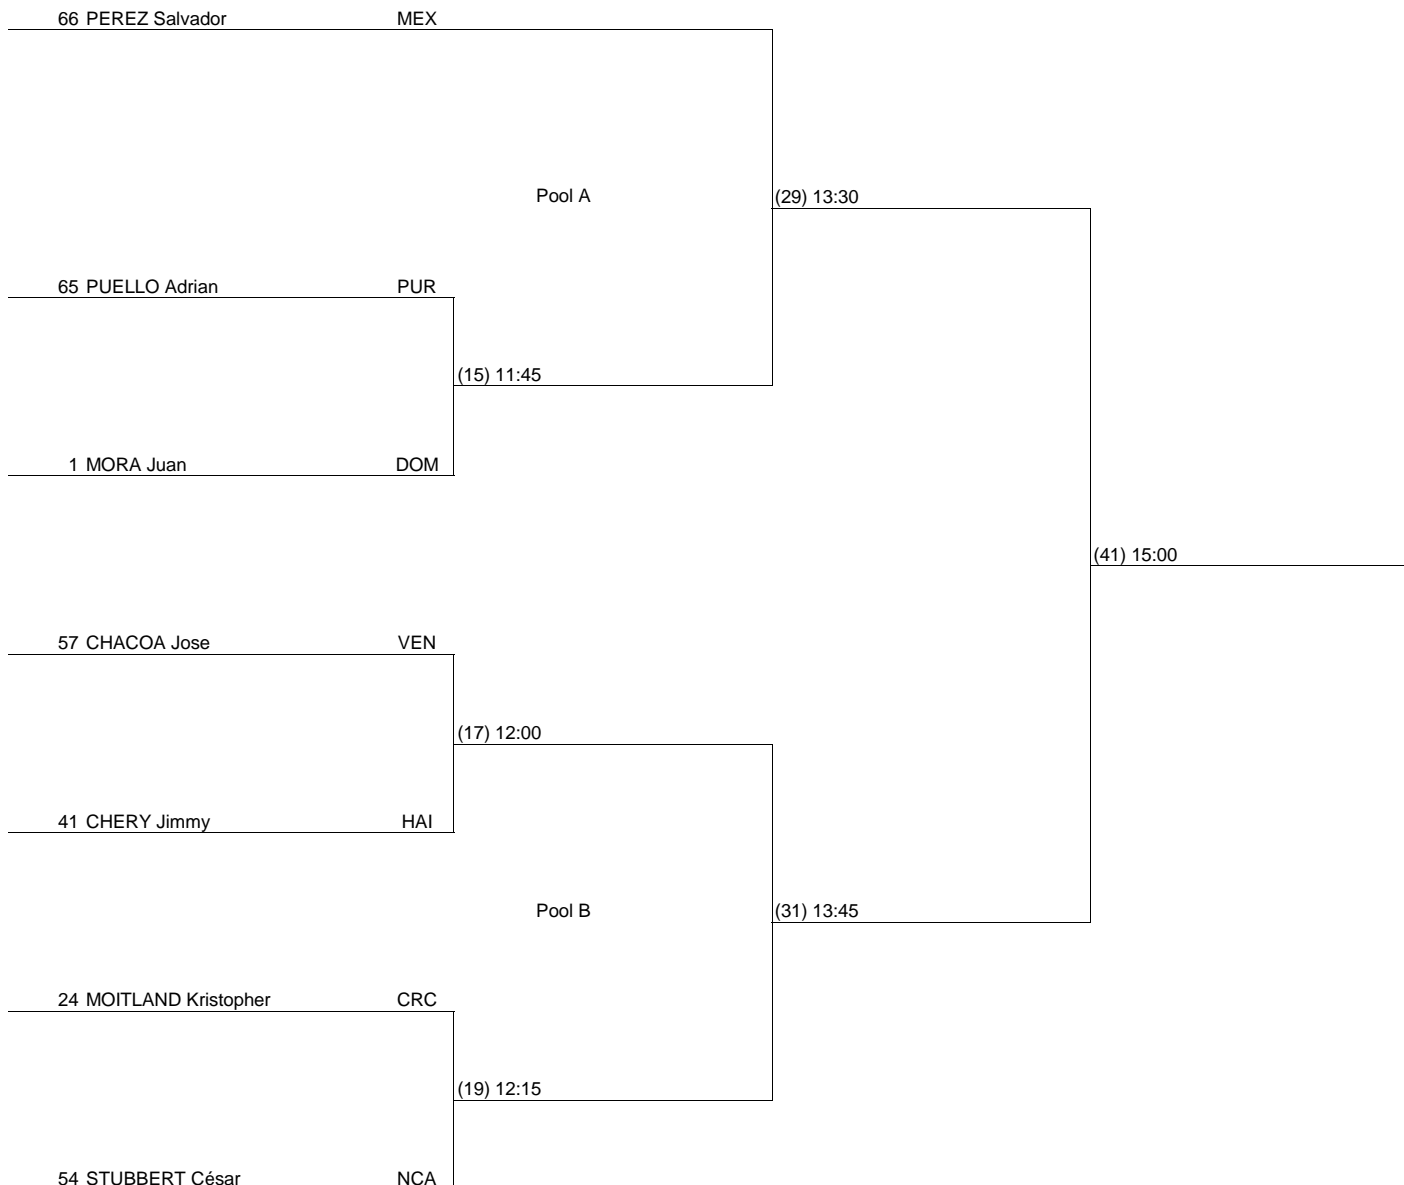 66 PEREZ Salvador MEX
Pool A
(29) 13:30
65 PUELLO Adrian PUR
(15) 11:45
1 MORA Juan DOM
(41) 15:00
57 CHACOA Jose VEN
(17) 12:00
41 CHERY Jimmy HAI
Pool B
(31) 13:45
24 MOITLAND Kristopher CRC
(19) 12:15
54 STUBBERT César NCA